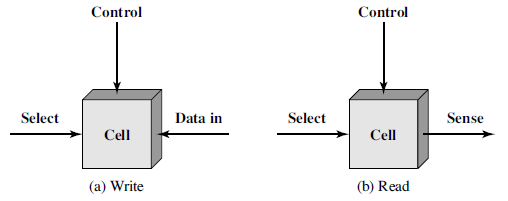 Control
Select
Cell
Data in
(a) Write
Control
Select
Cell
Sense
(b) Read